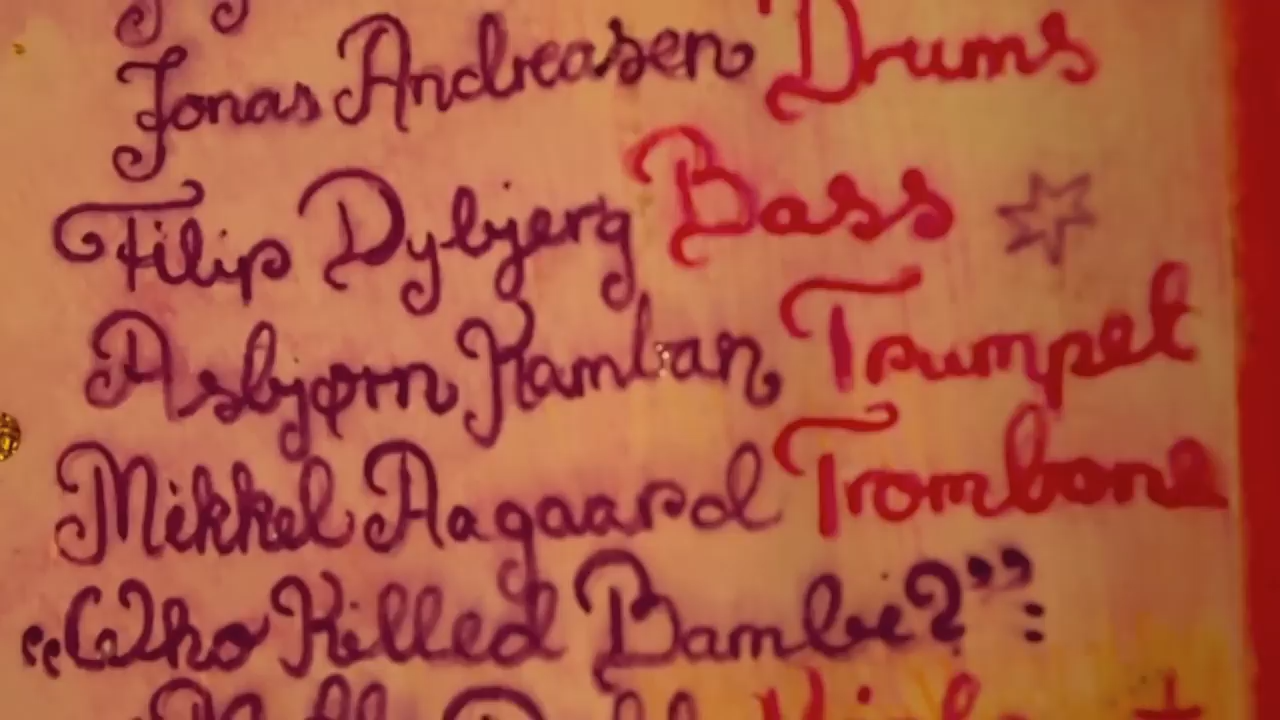 Jonas Andreasen Drums
Filip Dybjerg Bass
Asbjørn Kamban Trumpet
Mikkel Aagaard Trombone
„Who Killed Bambi?”: